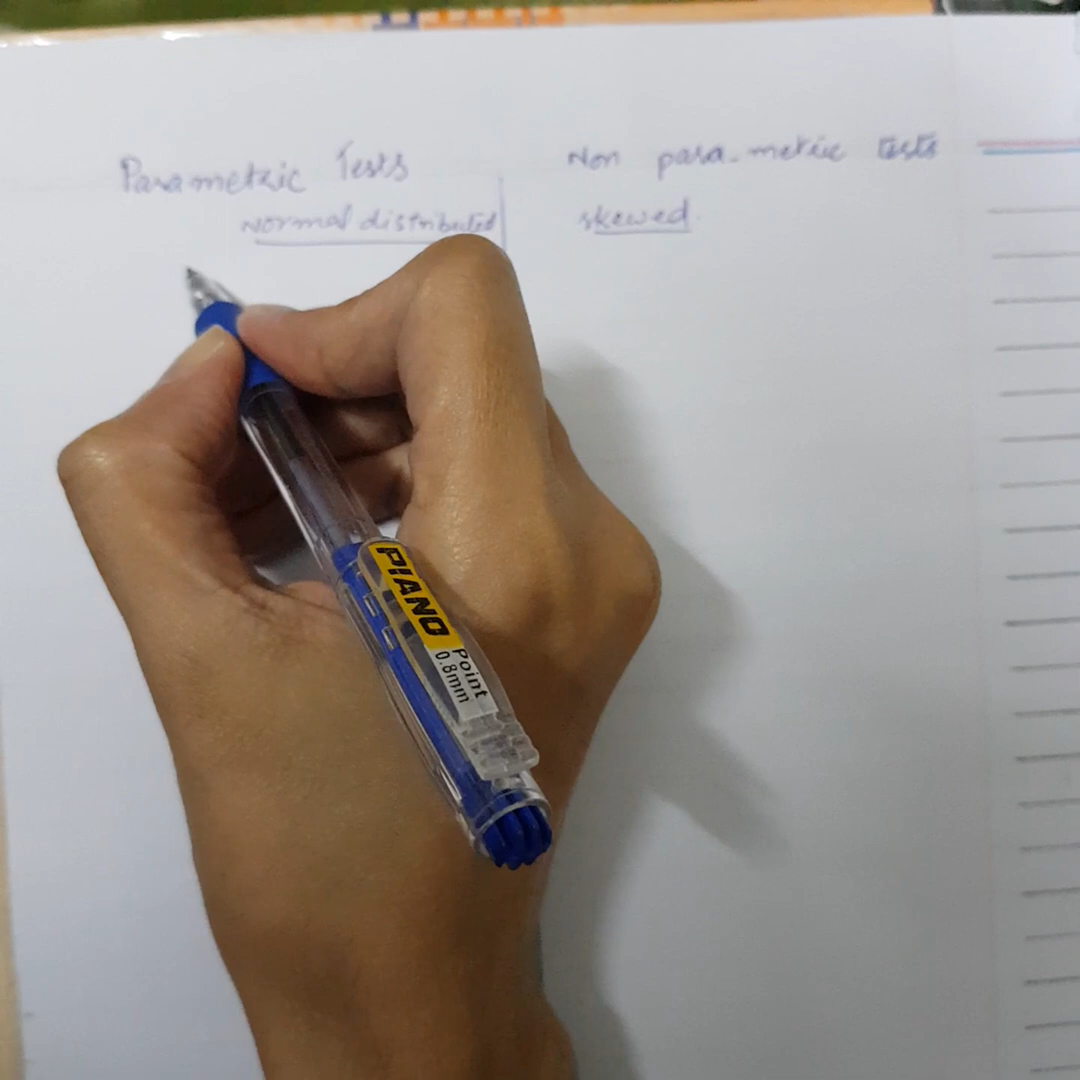 Parametric Tests
Normal distributed
Non para-metric tests
skewed.
PIANO
Point
0.8mm